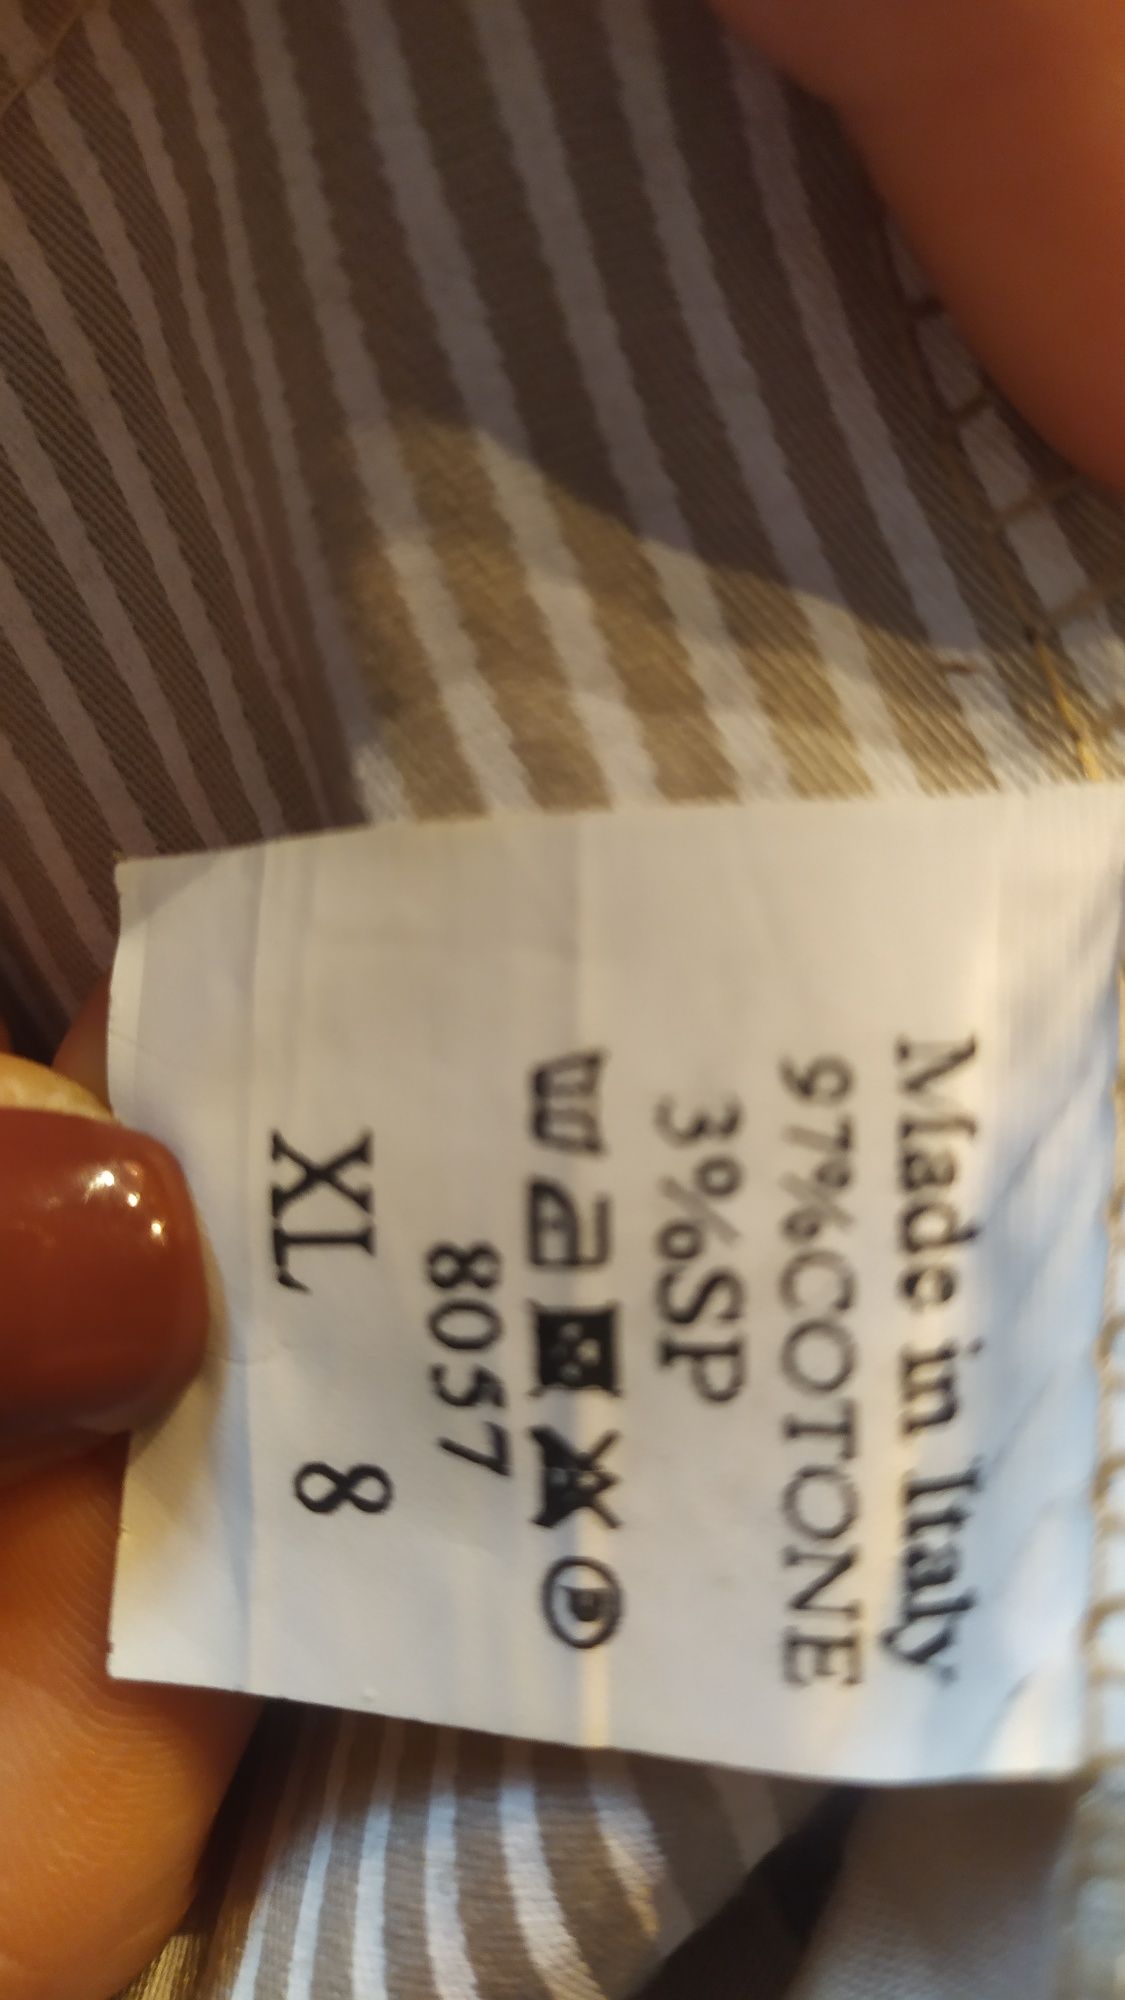 Made in Italy
97%COTONE
3%SP
P
8057
XL 8